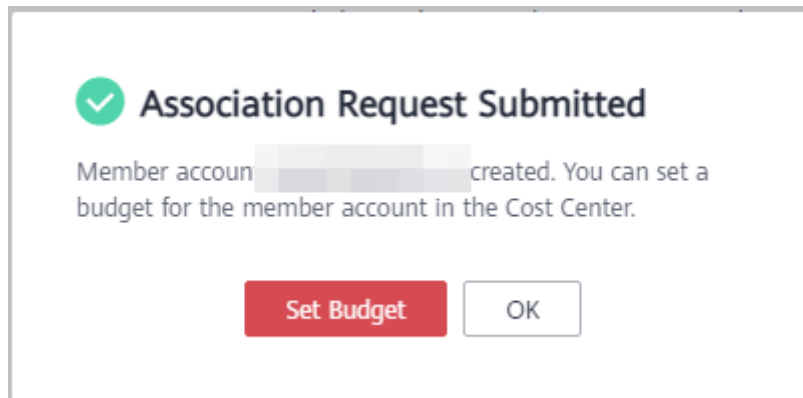 Association Request Submitted
Member accoun created. You can set a
budget for the member account in the Cost Center.
Set Budget
OK